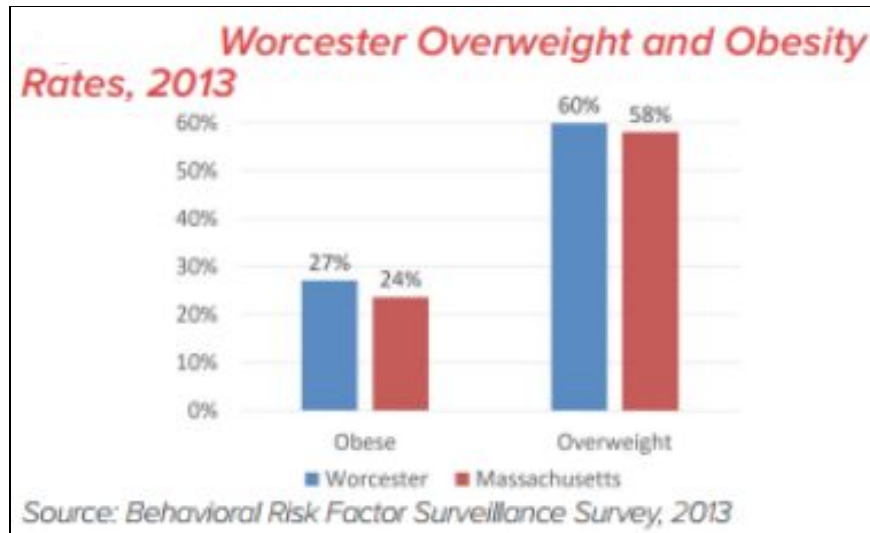 Worcester Overweight and Obesity
Rates, 2013
60%
50%
40%
30%
20%
10%
0%
27%
24%
60%
58%
Obese
Overweight
Worcester
Massachusetts
Source: Behavioral Risk Factor Surveillance Survey, 2013